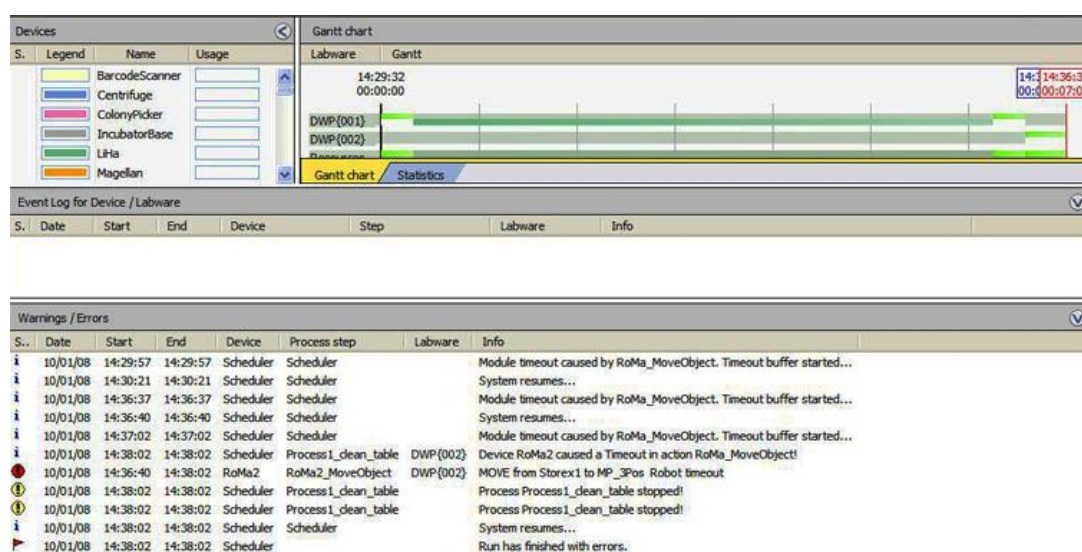 Devices
S. Legend Name Usage
BarcodeScanner
Centrifuge
ColonyPicker
IncubatorBase
LiHa
Magellan
Gantt chart
Labware Gantt
14:29:32
00:00:00
14:36:3
00:07:0
DWP{001}
DWP{002}
Gantt chart Statistics
Event Log for Device / Labware
S. Date Start End Device Step Labware Info
Warnings / Errors
S... Date Start End Device Process step Labware Info
i 10/01/08 14:29:57 14:29:57 Scheduler Scheduler Module timeout caused by RoMa_MoveObject. Timeout buffer started...
i 10/01/08 14:30:21 14:30:21 Scheduler Scheduler System resumes...
i 10/01/08 14:36:37 14:36:37 Scheduler Scheduler Module timeout caused by RoMa_MoveObject. Timeout buffer started...
i 10/01/08 14:36:40 14:36:40 Scheduler Scheduler System resumes...
i 10/01/08 14:37:02 14:37:02 Scheduler Scheduler Module timeout caused by RoMa_MoveObject. Timeout buffer started...
i 10/01/08 14:38:02 14:38:02 Scheduler Process1_clean_table DWP{002} Device RoMa2 caused a Timeout in action RoMa_MoveObject!
! 10/01/08 14:36:40 14:38:02 RoMa2 RoMa2_MoveObject DWP{002} MOVE from Storex1 to MP_3Pos Robot timeout
! 10/01/08 14:38:02 14:38:02 Scheduler Process1_clean_table Process Process1_clean_table stopped!
! 10/01/08 14:38:02 14:38:02 Scheduler Process1_clean_table Process Process1_clean_table stopped!
i 10/01/08 14:38:02 14:38:02 Scheduler Scheduler System resumes...
10/01/08 14:38:02 14:38:02 Scheduler Run has finished with errors.